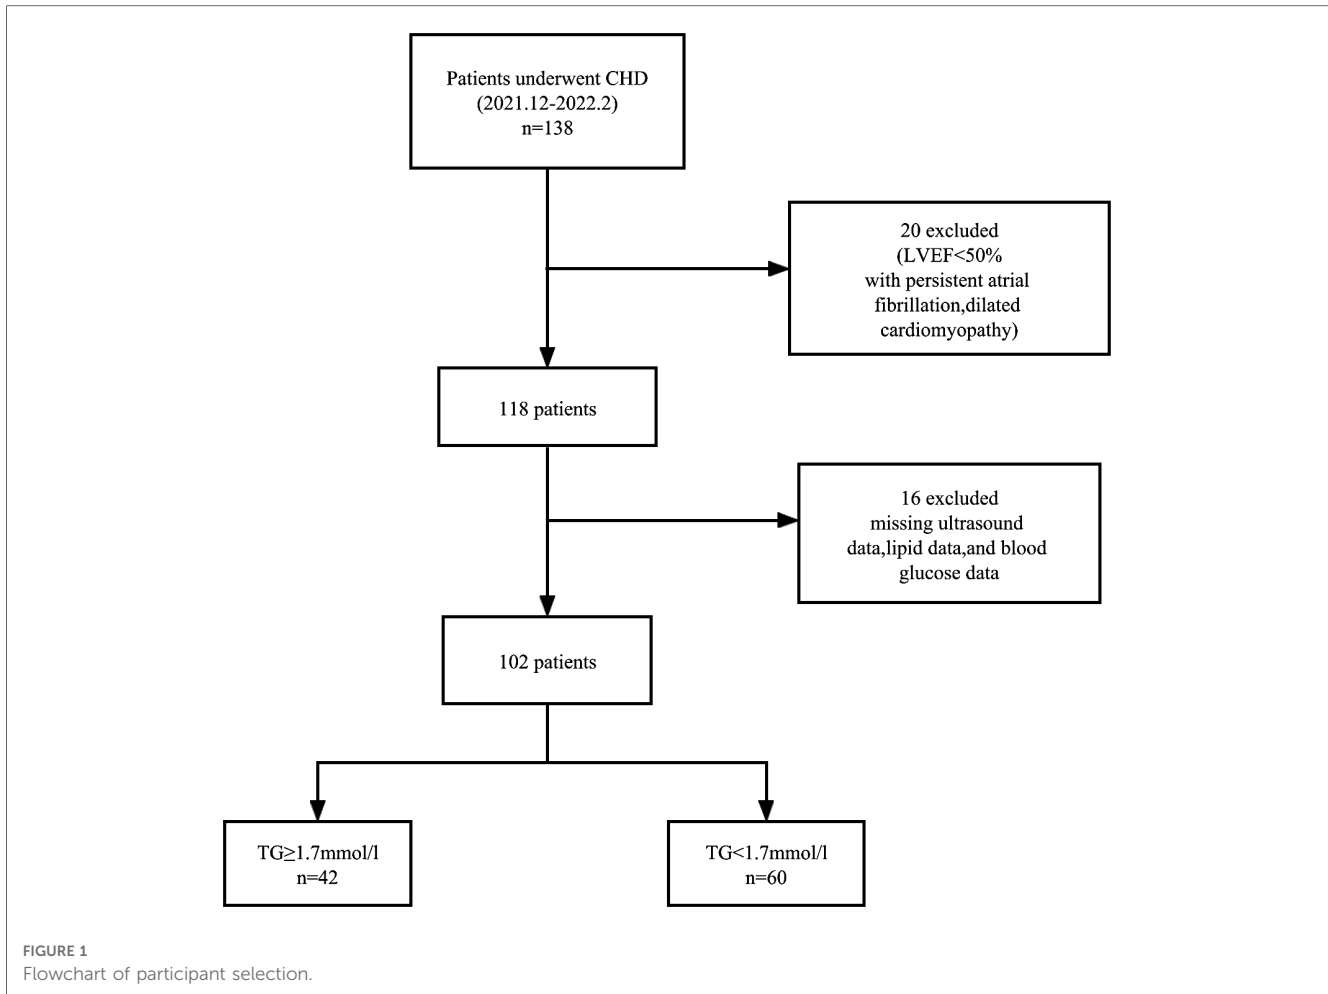 Patients underwent CHD
(2021.12-2022.2)
n=138
20 excluded
(LVEF<50%
with persistent atrial
fibrillation,dilated
cardiomyopathy)
118 patients
16 excluded
missing ultrasound
data,lipid data,and blood
glucose data
102 patients
TG≥1.7mmol/l
n=42
TG<1.7mmol/l
n=60
FIGURE 1
Flowchart of participant selection.